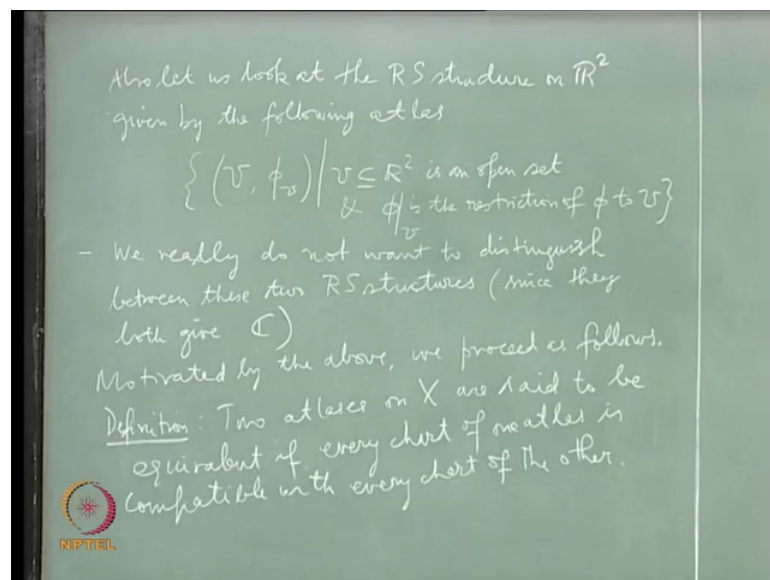 Also let us look at the RS structure on ℝ²
given by the following atlas
{ (V, φ_V) | V ⊆ ℝ² is an open set
& φ|_V is the restriction of φ to V }
- We really do not want to distinguish
between these two RS structures (since they
both give ℂ)
Motivated by the above, we proceed as follows.
Definition: Two atlases on X are said to be
equivalent if every chart of one atlas is
compatible with every chart of the other.
NPTEL